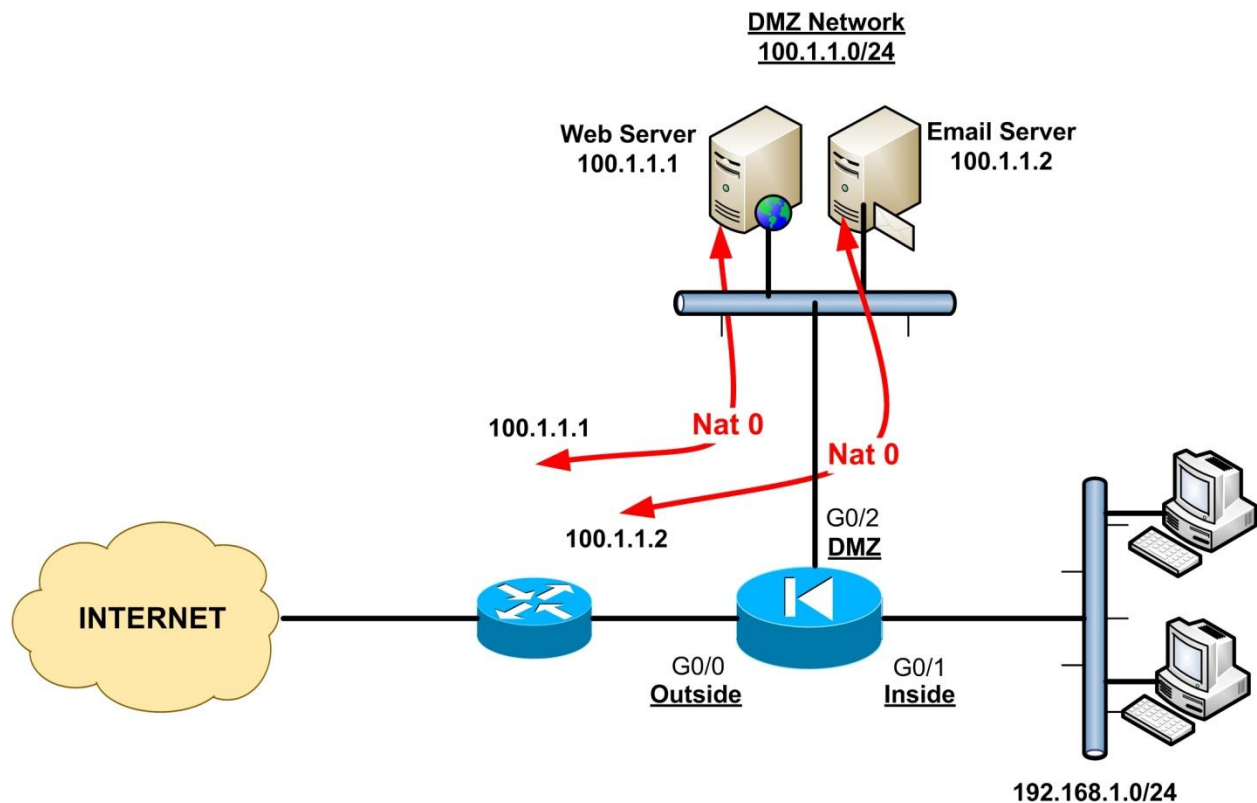 DMZ Network
100.1.1.0/24
Web Server
100.1.1.1
Email Server
100.1.1.2
100.1.1.1
Nat 0
Nat 0
100.1.1.2
G0/2
DMZ
INTERNET
G0/0
Outside
G0/1
Inside
192.168.1.0/24